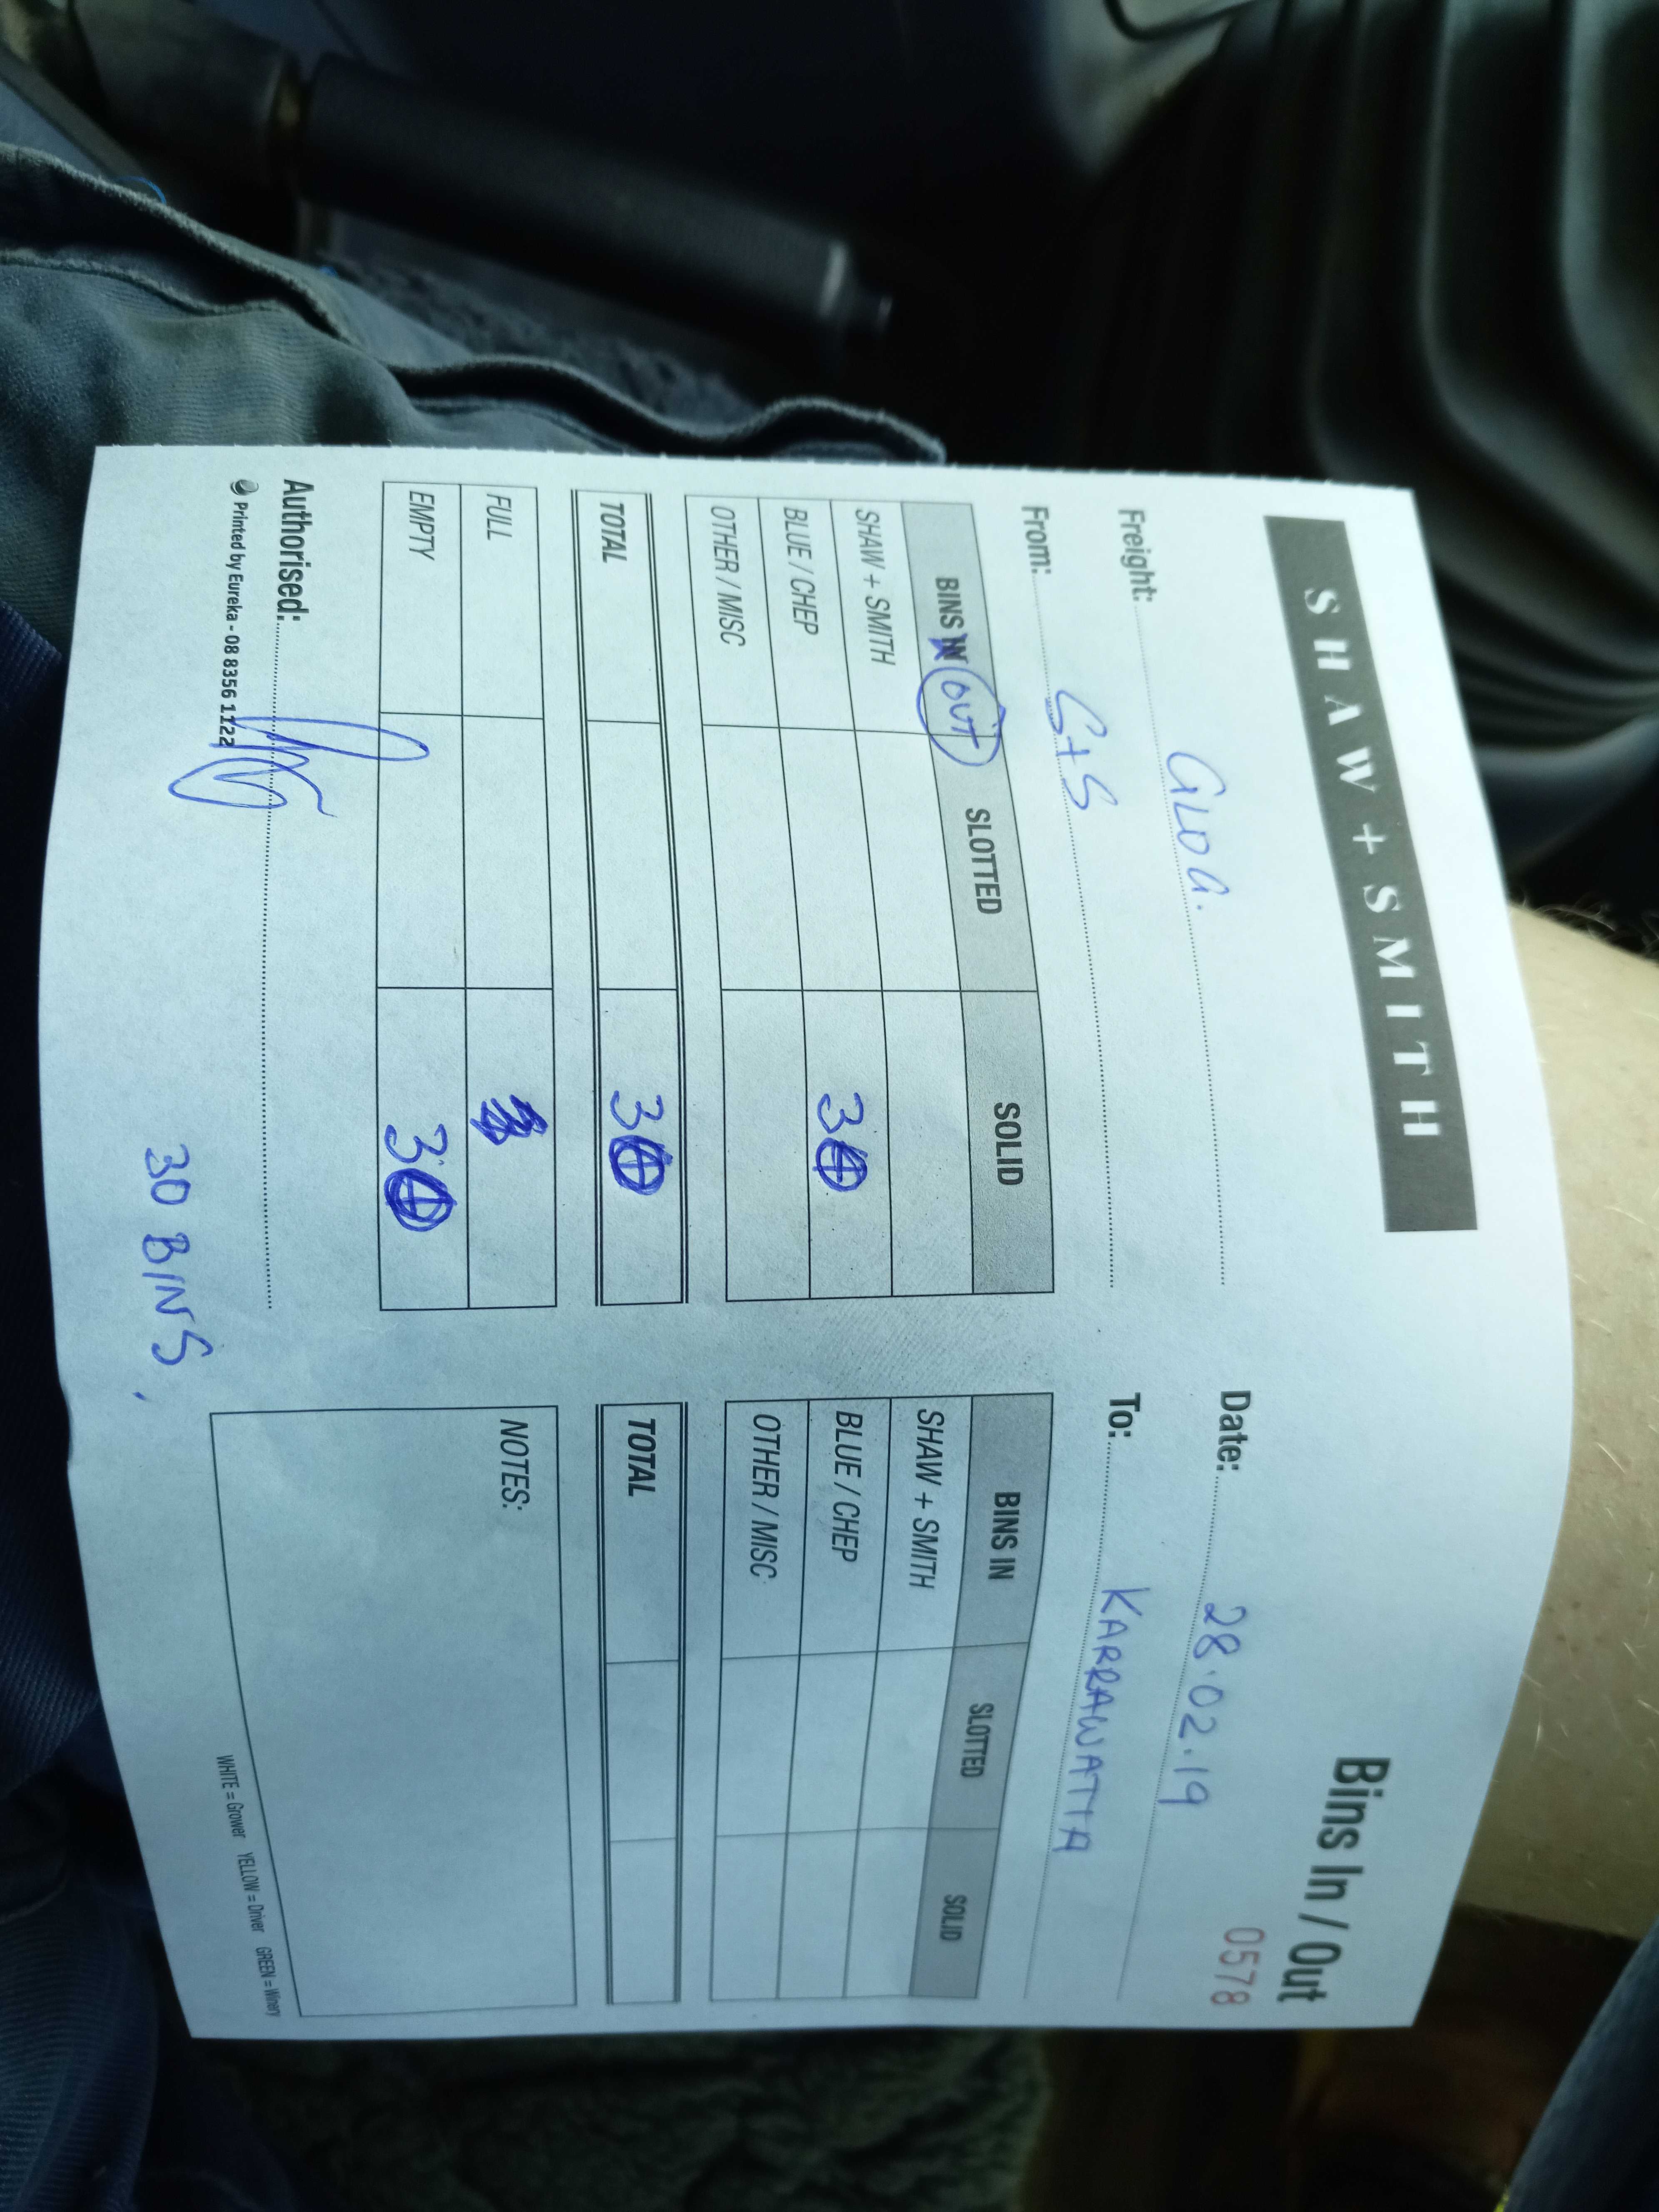 SHAW + SMITH
Bins In / Out
0578
Freight: GLOG.
Date: 28.02.19
From: S+S
To: KARRAWATTA
BINS IN OUT SLOTTED SOLID
SHAW + SMITH
BLUE / CHEP 30
OTHER / MISC
TOTAL 30
FULL
EMPTY 30
Authorised:
Printed by Eureka - 08 8356 1122
30 BINS.
BINS IN SLOTTED SOLID
SHAW + SMITH
BLUE / CHEP
OTHER / MISC
TOTAL
NOTES:
WHITE = Grower YELLOW = Driver GREEN = Winery